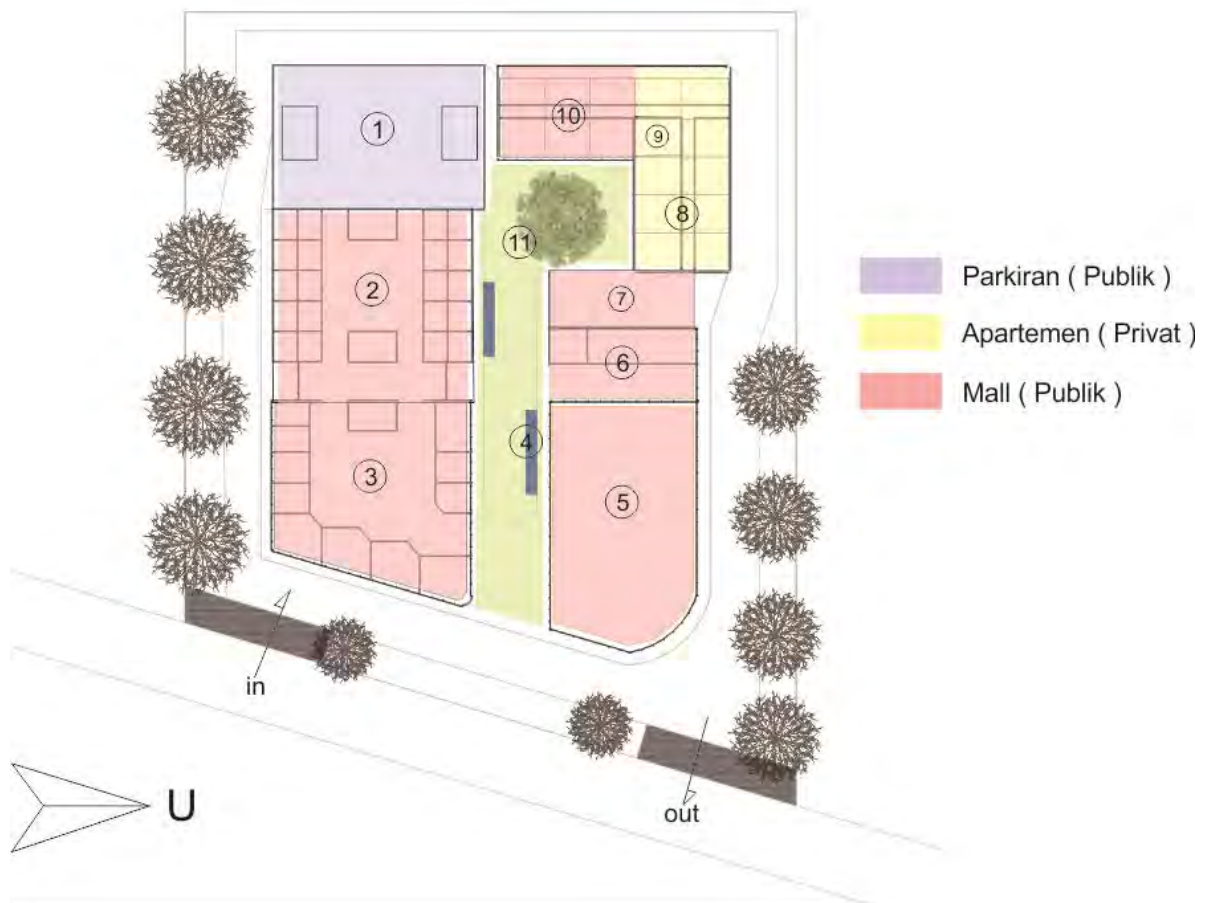 1
10
9
8
11
2
7
6
4
3
5
Parkiran ( Publik )
Apartemen ( Privat )
Mall ( Publik )
in
out
U